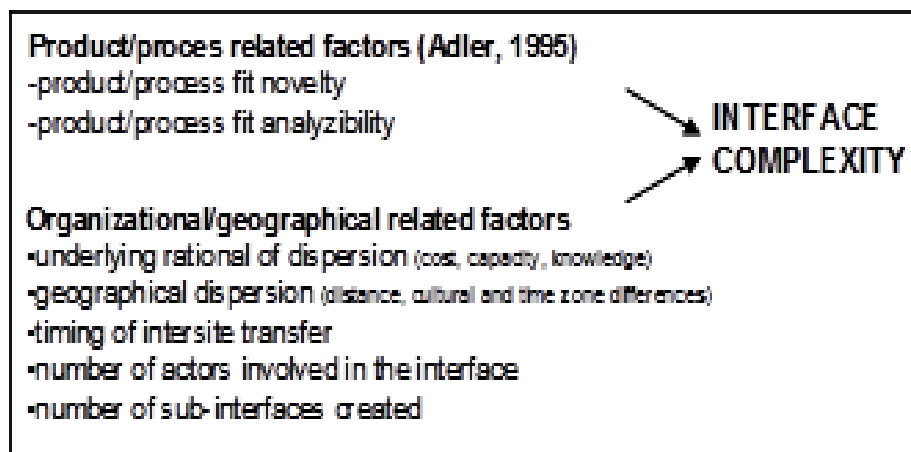 Product/proces related factors (Adler, 1995)
-product/process fit novelty
-product/process fit analyzibility
INTERFACE
COMPLEXITY
Organizational/geographical related factors
•underlying rational of dispersion (cost, capacity, knowledge)
•geographical dispersion (distance, cultural and time zone differences)
•timing of intersite transfer
•number of actors involved in the interface
•number of sub-interfaces created